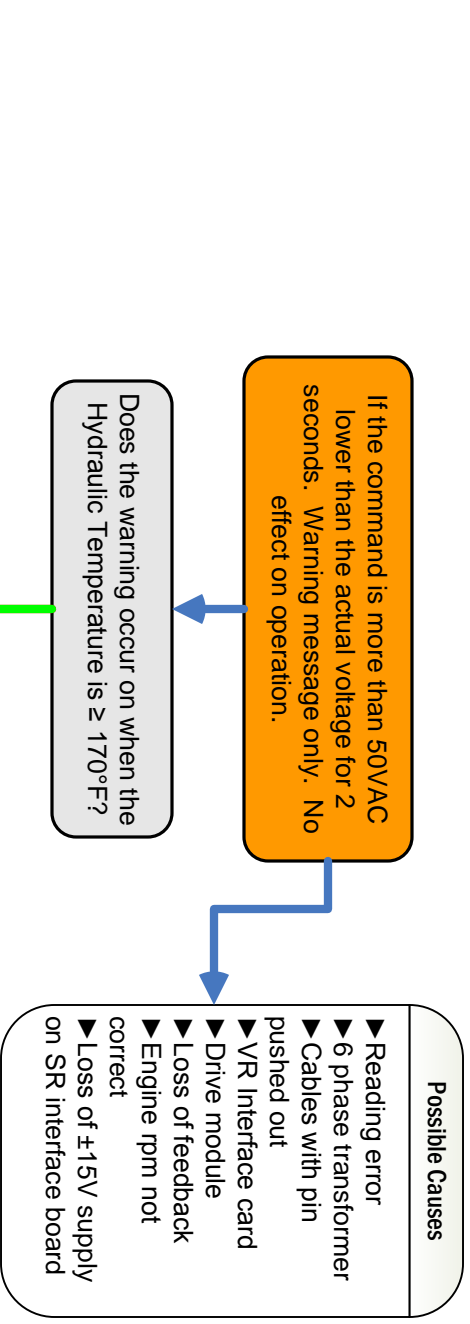 If the command is more than 50VAC
lower than the actual voltage for 2
seconds. Warning message only. No
effect on operation.
Does the warning occur on when the
Hydraulic Temperature is ≥ 170°F?
Possible Causes
►Reading error
►6 phase transformer
►Cables with pin
pushed out
►VR Interface card
►Drive module
►Loss of feedback
►Engine rpm not
correct
►Loss of ±15V supply
on SR interface board